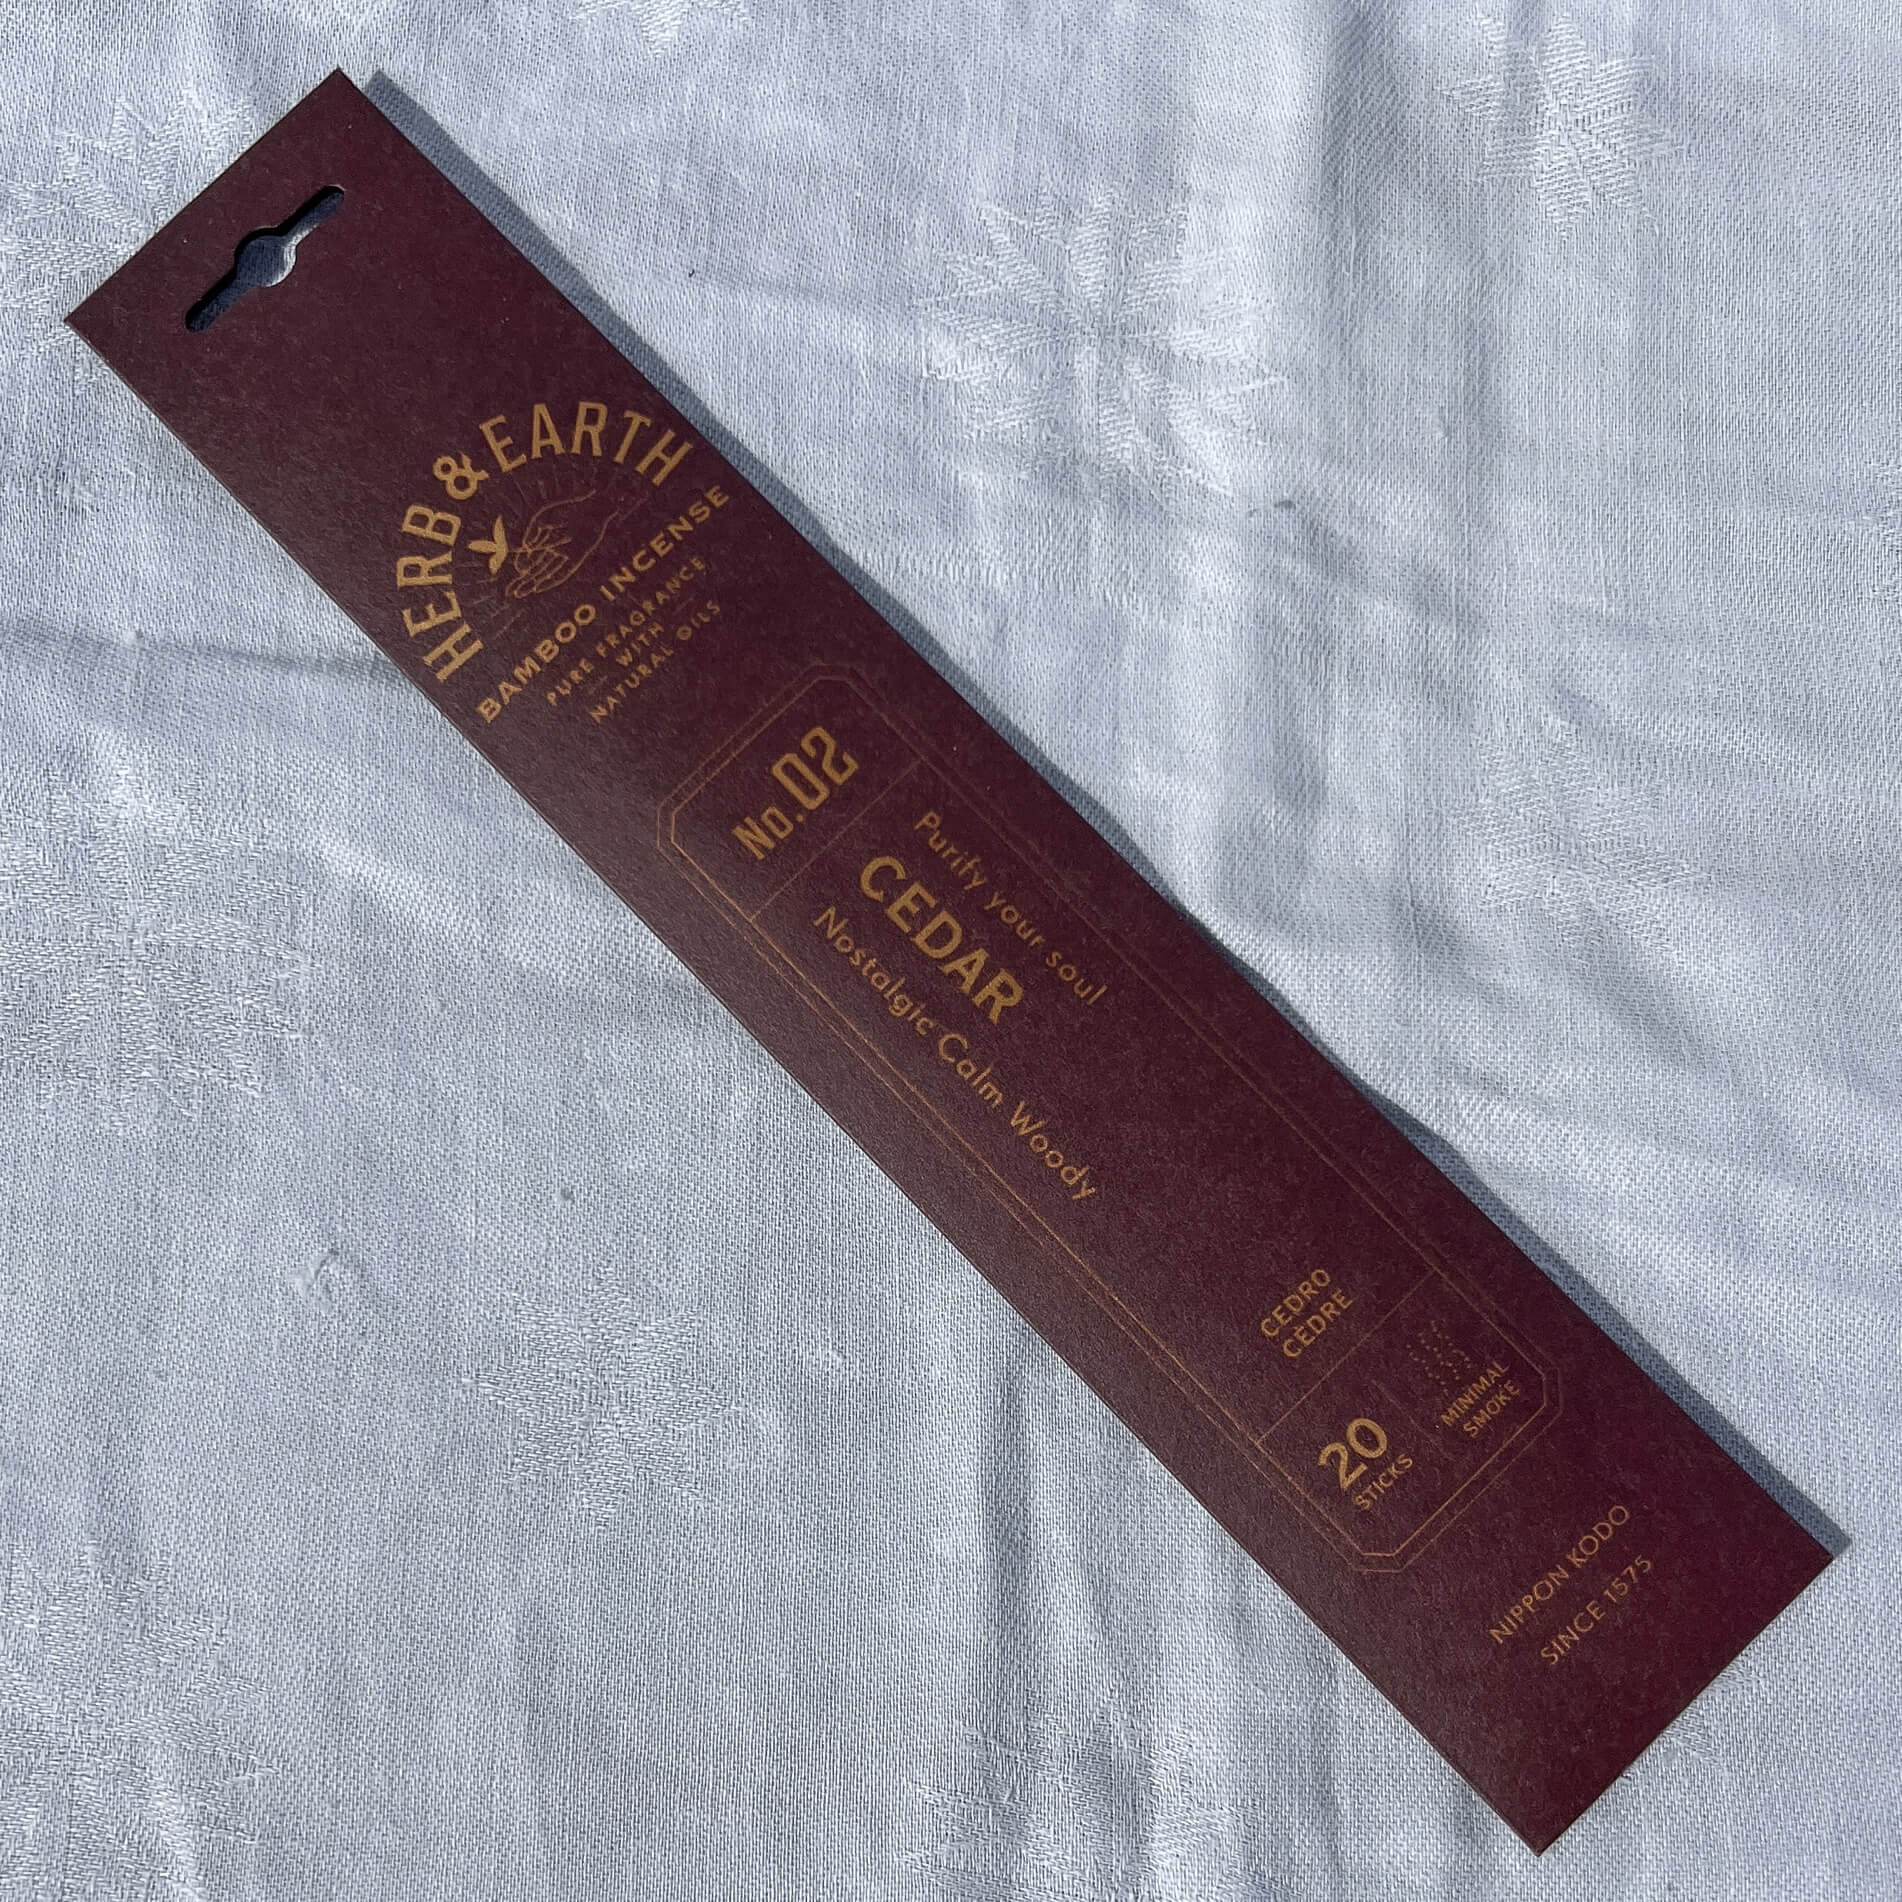 HERB & EARTH
BAMBOO INCENSE
PURE FRAGRANCE
WITH
NATURAL OILS
No.02
Purify your soul
CEDAR
Nostalgic Calm Woody
CEDRO
CÈDRE
20
STICKS
MINIMAL
SMOKE
NIPPON KODO
SINCE 1575